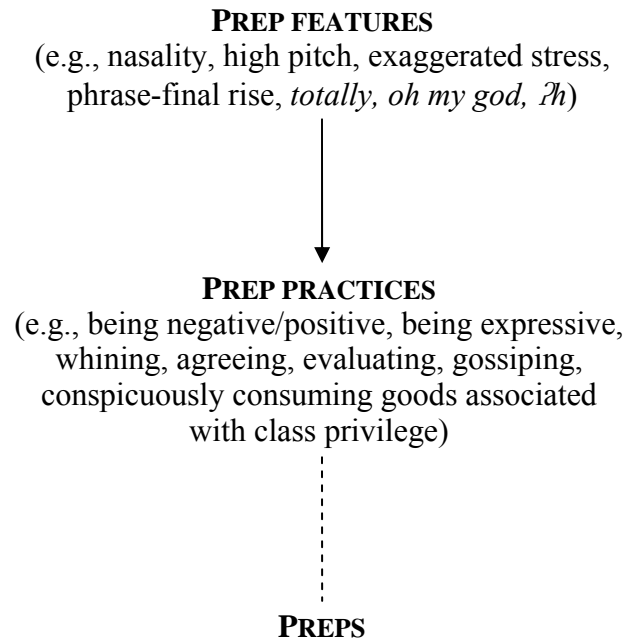 PREP FEATURES
(e.g., nasality, high pitch, exaggerated stress,
phrase-final rise, totally, oh my god, ʔh)
PREP PRACTICES
(e.g., being negative/positive, being expressive,
whining, agreeing, evaluating, gossiping,
conspicuously consuming goods associated
with class privilege)
PREPS